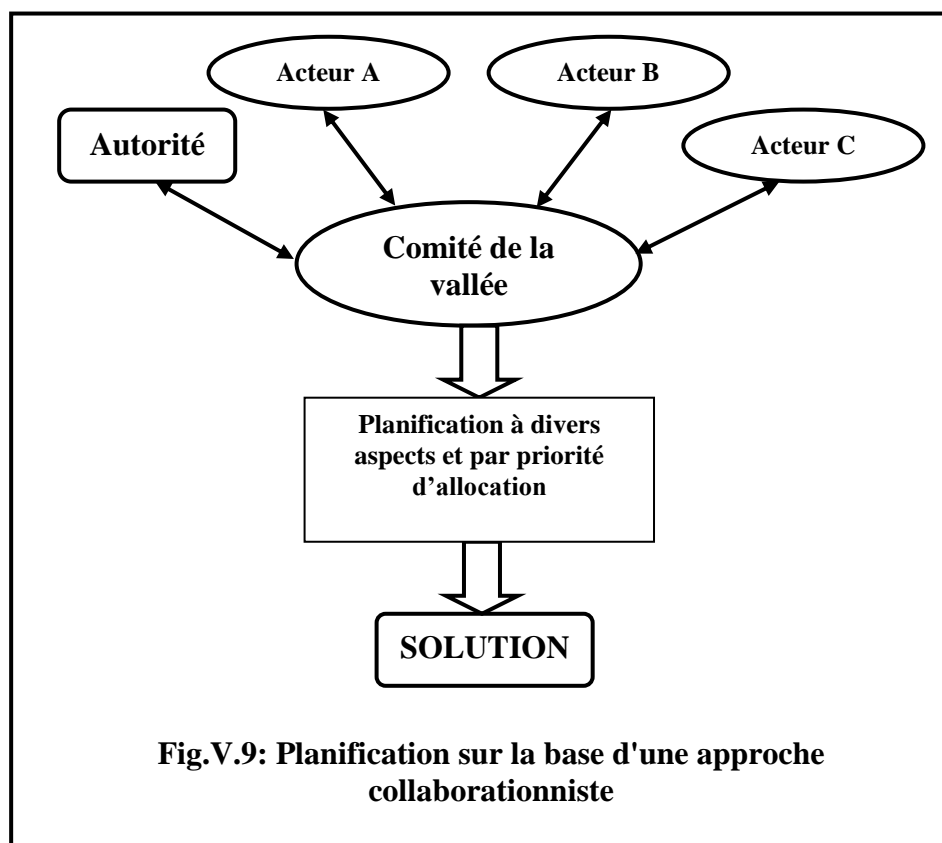 Acteur A
Acteur B
Autorité
Acteur C
Comité de la
vallée
Planification à divers
aspects et par priorité
d’allocation
SOLUTION
Fig.V.9: Planification sur la base d'une approche
collaborationniste